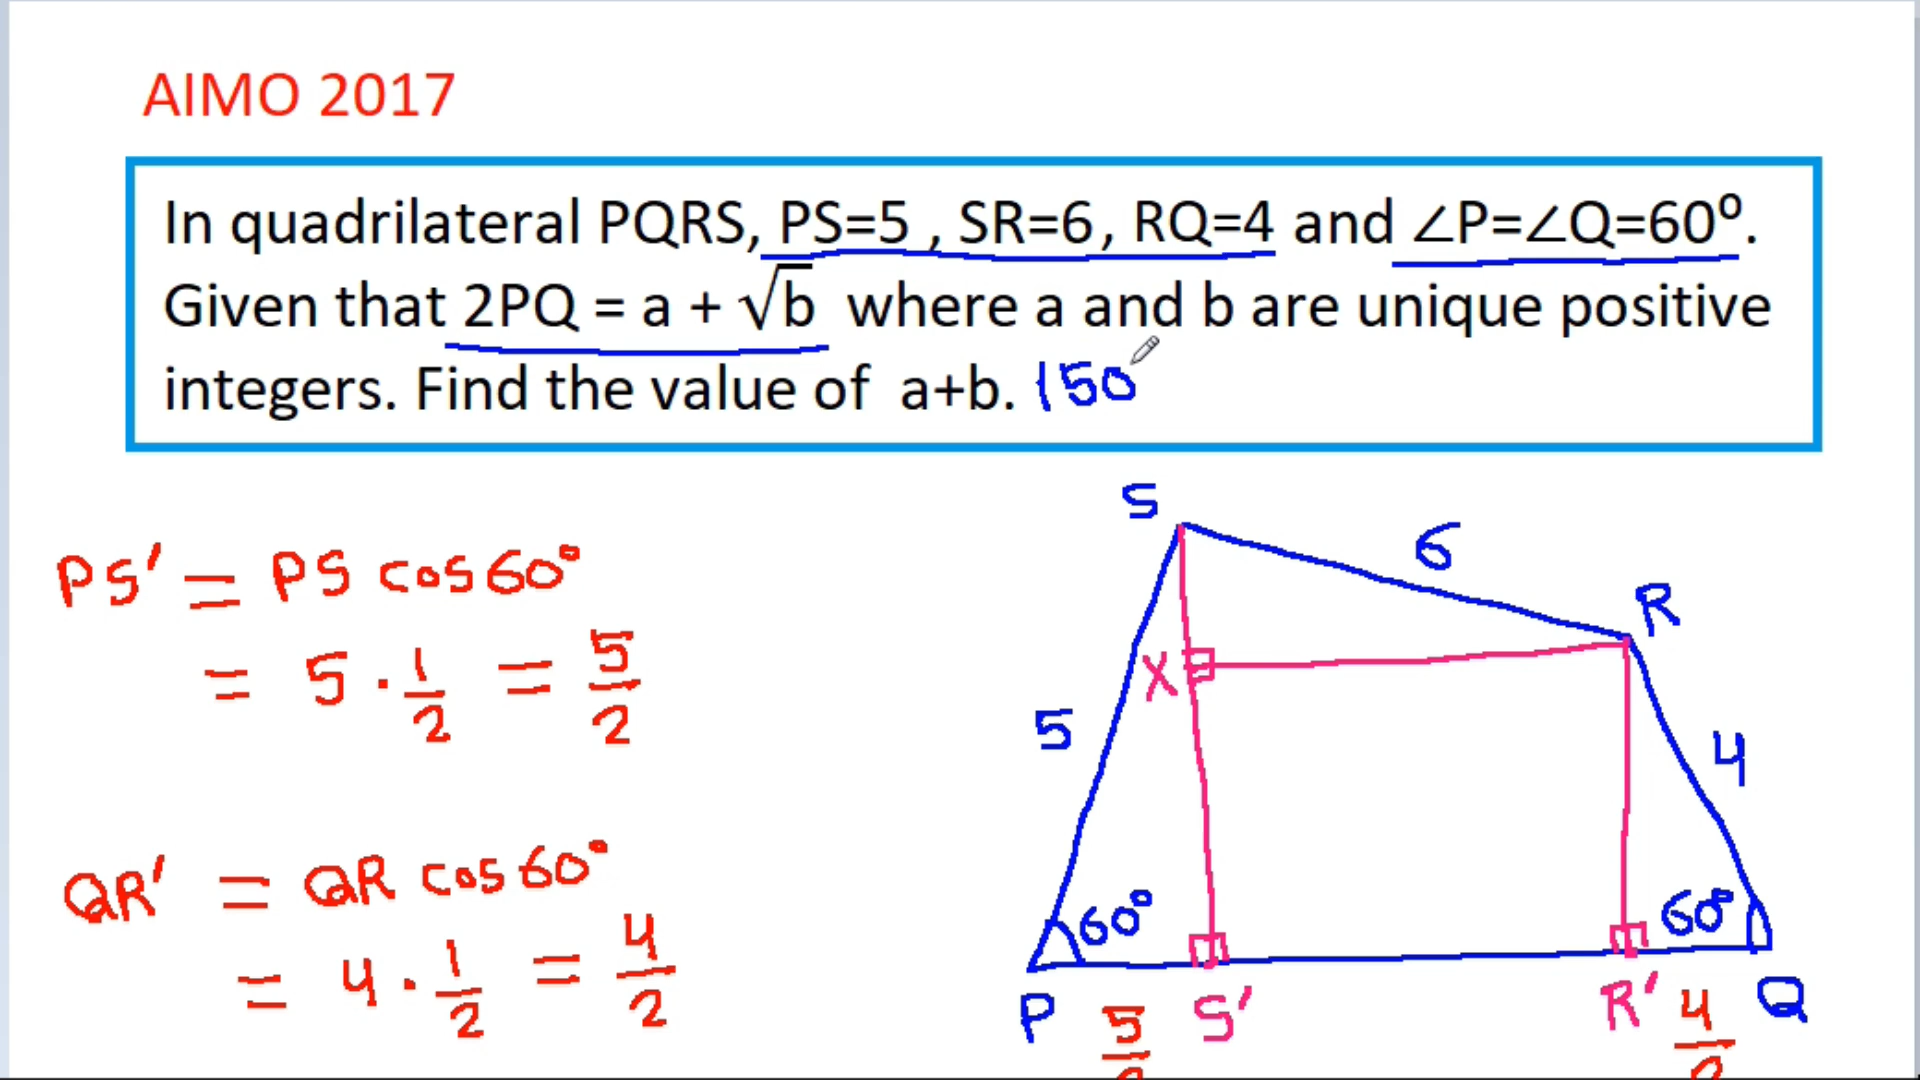 AIMO 2017
In quadrilateral PQRS, PS=5 , SR=6, RQ=4 and ∠P=∠Q=60⁰.
Given that 2PQ = a + √b where a and b are unique positive
integers. Find the value of a+b. 150
PS' = PS cos60°
= 5 · 1/2 = 5/2
QR' = QR cos60°
= 4 · 1/2 = 4/2
S
6
R
X
5
4
60°
60°
P
S'
R'
Q
5
4